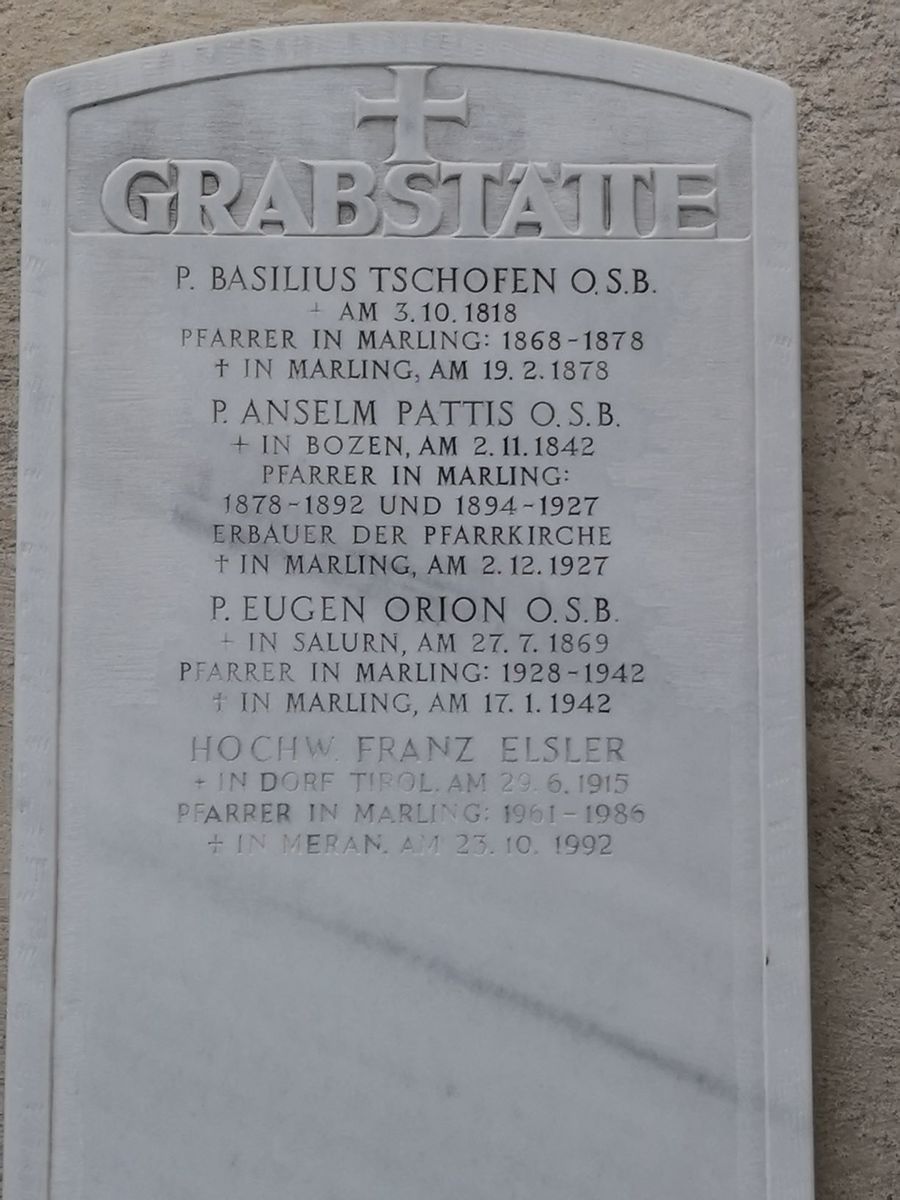 GRABSTÄTTE
P. BASILIUS TSCHOFEN O.S.B.
+ AM 3.10.1818
PFARRER IN MARLING: 1868-1878
† IN MARLING, AM 19.2.1878
P. ANSELM PATTIS O.S.B.
+ IN BOZEN, AM 2.11.1842
PFARRER IN MARLING:
1878-1892 UND 1894-1927
ERBAUER DER PFARRKIRCHE
† IN MARLING, AM 2.12.1927
P. EUGEN ORION O.S.B.
+ IN SALURN, AM 27.7.1869
PFARRER IN MARLING: 1928-1942
† IN MARLING, AM 17.1.1942
HOCHW. FRANZ ELSLER
+ IN DORF TIROL. AM 29.6.1915
PFARRER IN MARLING: 1961-1986
† IN MERAN. AM 23.10.1992